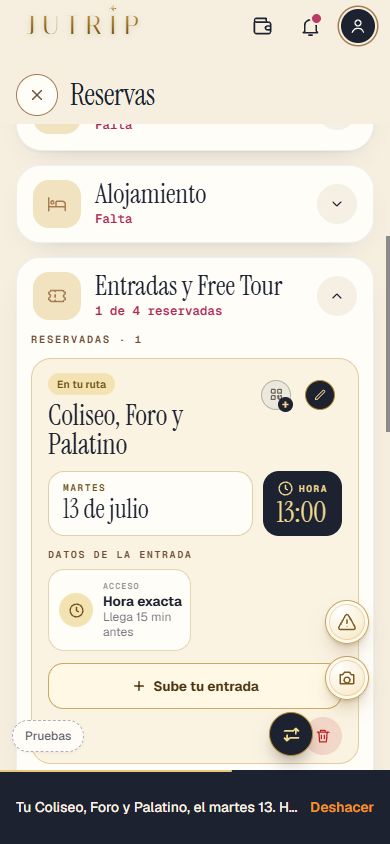 JUTRIP
Reservas
Falta
Alojamiento
Falta
Entradas y Free Tour
1 de 4 reservadas
RESERVADAS · 1
En tu ruta
Coliseo, Foro y
Palatino
MARTES
13 de julio
HORA
13:00
DATOS DE LA ENTRADA
ACCESO
Hora exacta
Llega 15 min
antes
+ Sube tu entrada
Pruebas
Tu Coliseo, Foro y Palatino, el martes 13. H...
Deshacer